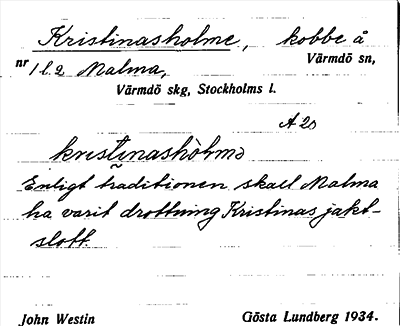 Kristinasholme, kobbe å
nr 1 l. 2 Malma, Värmdö sn,
Värmdö skg, Stockholms l.
A 20
kristinashòlmə
Enligt traditionen skall Malma
ha varit drottning Kristinas jakt-
slott.
John Westin Gösta Lundberg 1934.